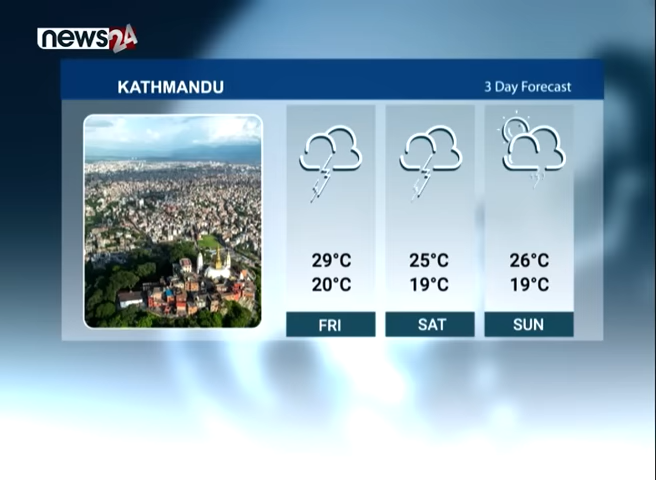 news24
KATHMANDU
3 Day Forecast
29°C
20°C
FRI
25°C
19°C
SAT
26°C
19°C
SUN